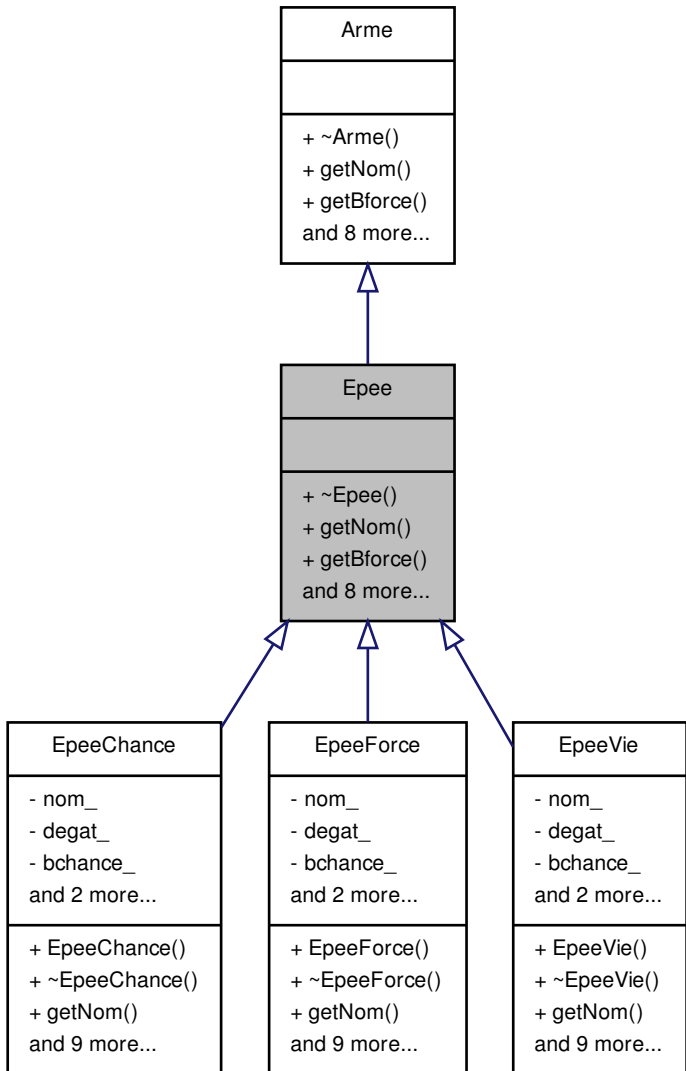 Arme
+ ~Arme()
+ getNom()
+ getBforce()
and 8 more...
Epee
+ ~Epee()
+ getNom()
+ getBforce()
and 8 more...
EpeeChance
- nom_
- degat_
- bchance_
and 2 more...
+ EpeeChance()
+ ~EpeeChance()
+ getNom()
and 9 more...
EpeeForce
- nom_
- degat_
- bchance_
and 2 more...
+ EpeeForce()
+ ~EpeeForce()
+ getNom()
and 9 more...
EpeeVie
- nom_
- degat_
- bchance_
and 2 more...
+ EpeeVie()
+ ~EpeeVie()
+ getNom()
and 9 more...